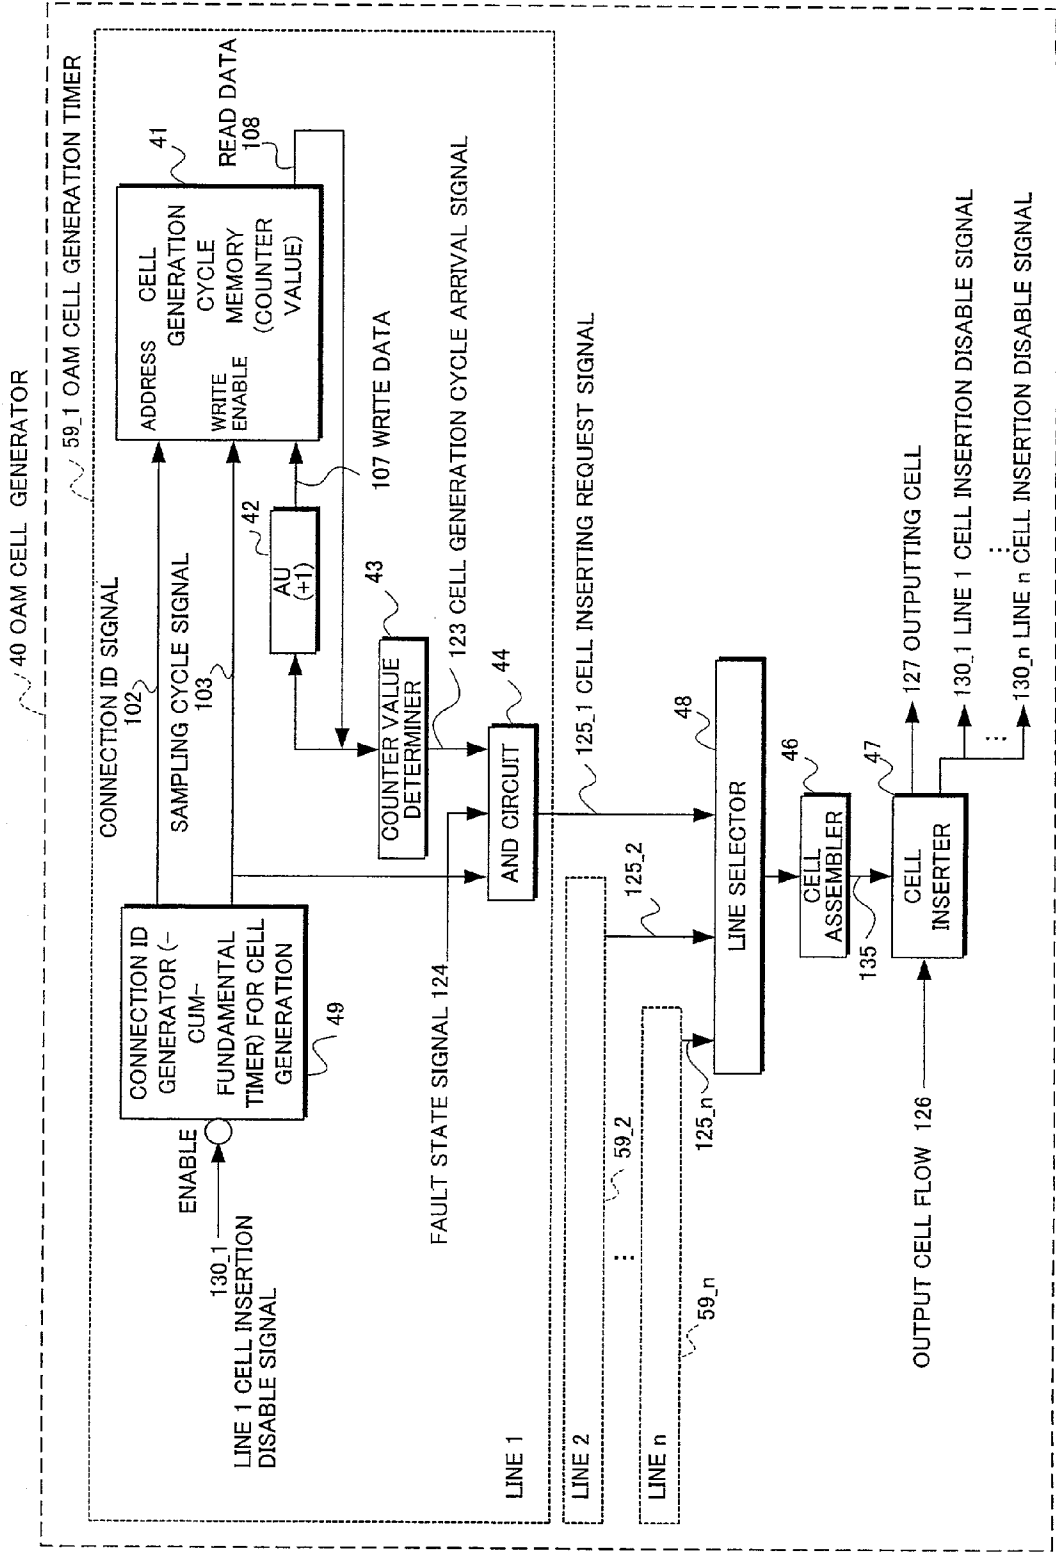 40 OAM CELL GENERATOR
59_1 OAM CELL GENERATION TIMER
CONNECTION ID SIGNAL
102
SAMPLING CYCLE SIGNAL
103
130_1
LINE 1 CELL INSERTION
DISABLE SIGNAL
ENABLE
CONNECTION ID
GENERATOR (-
CUM-
FUNDAMENTAL
TIMER) FOR CELL
GENERATION
49
ADDRESS
CELL
GENERATION
CYCLE
MEMORY
(COUNTER
VALUE)
WRITE
ENABLE
41
READ DATA
108
AU
(+1)
42
107 WRITE DATA
COUNTER VALUE
DETERMINER
43
123 CELL GENERATION CYCLE ARRIVAL SIGNAL
FAULT STATE SIGNAL 124
AND CIRCUIT
44
LINE 1
125_1 CELL INSERTING REQUEST SIGNAL
LINE 2
59_2
125_2
...
LINE n
59_n
125_n
LINE SELECTOR
48
CELL
ASSEMBLER
46
135
OUTPUT CELL FLOW 126
CELL
INSERTER
47
127 OUTPUTTING CELL
130_1 LINE 1 CELL INSERTION DISABLE SIGNAL
... ...
130_n LINE n CELL INSERTION DISABLE SIGNAL